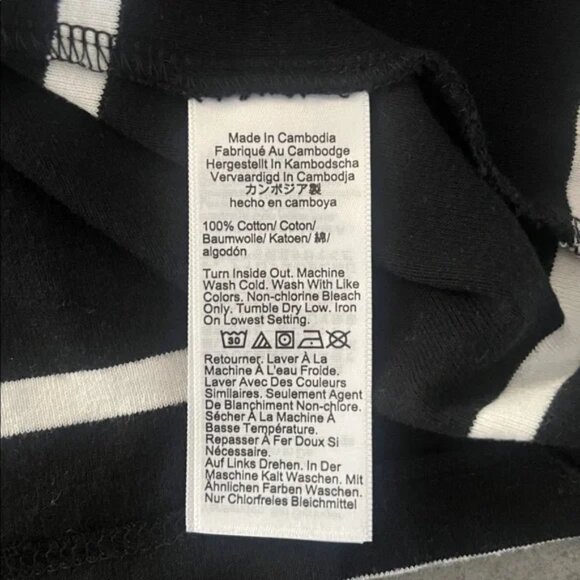 Made In Cambodia
Fabriqué Au Cambodge
Hergestellt In Kambodscha
Vervaardigd In Cambodja
カンボジア製
hecho en camboya
100% Cotton/ Coton/
Baumwolle/ Katoen/ 綿/
algodón
Turn Inside Out. Machine
Wash Cold. Wash With Like
Colors. Non-chlorine Bleach
Only. Tumble Dry Low. Iron
On Lowest Setting.
30
Retourner. Laver À La
Machine À L'eau Froide.
Laver Avec Des Couleurs
Similaires. Seulement Agent
De Blanchiment Non-chlore.
Sécher À La Machine À
Basse Température.
Repasser À Fer Doux Si
Nécessaire.
Auf Links Drehen. In Der
Maschine Kalt Waschen. Mit
Ähnlichen Farben Waschen.
Nur Chlorfreies Bleichmittel